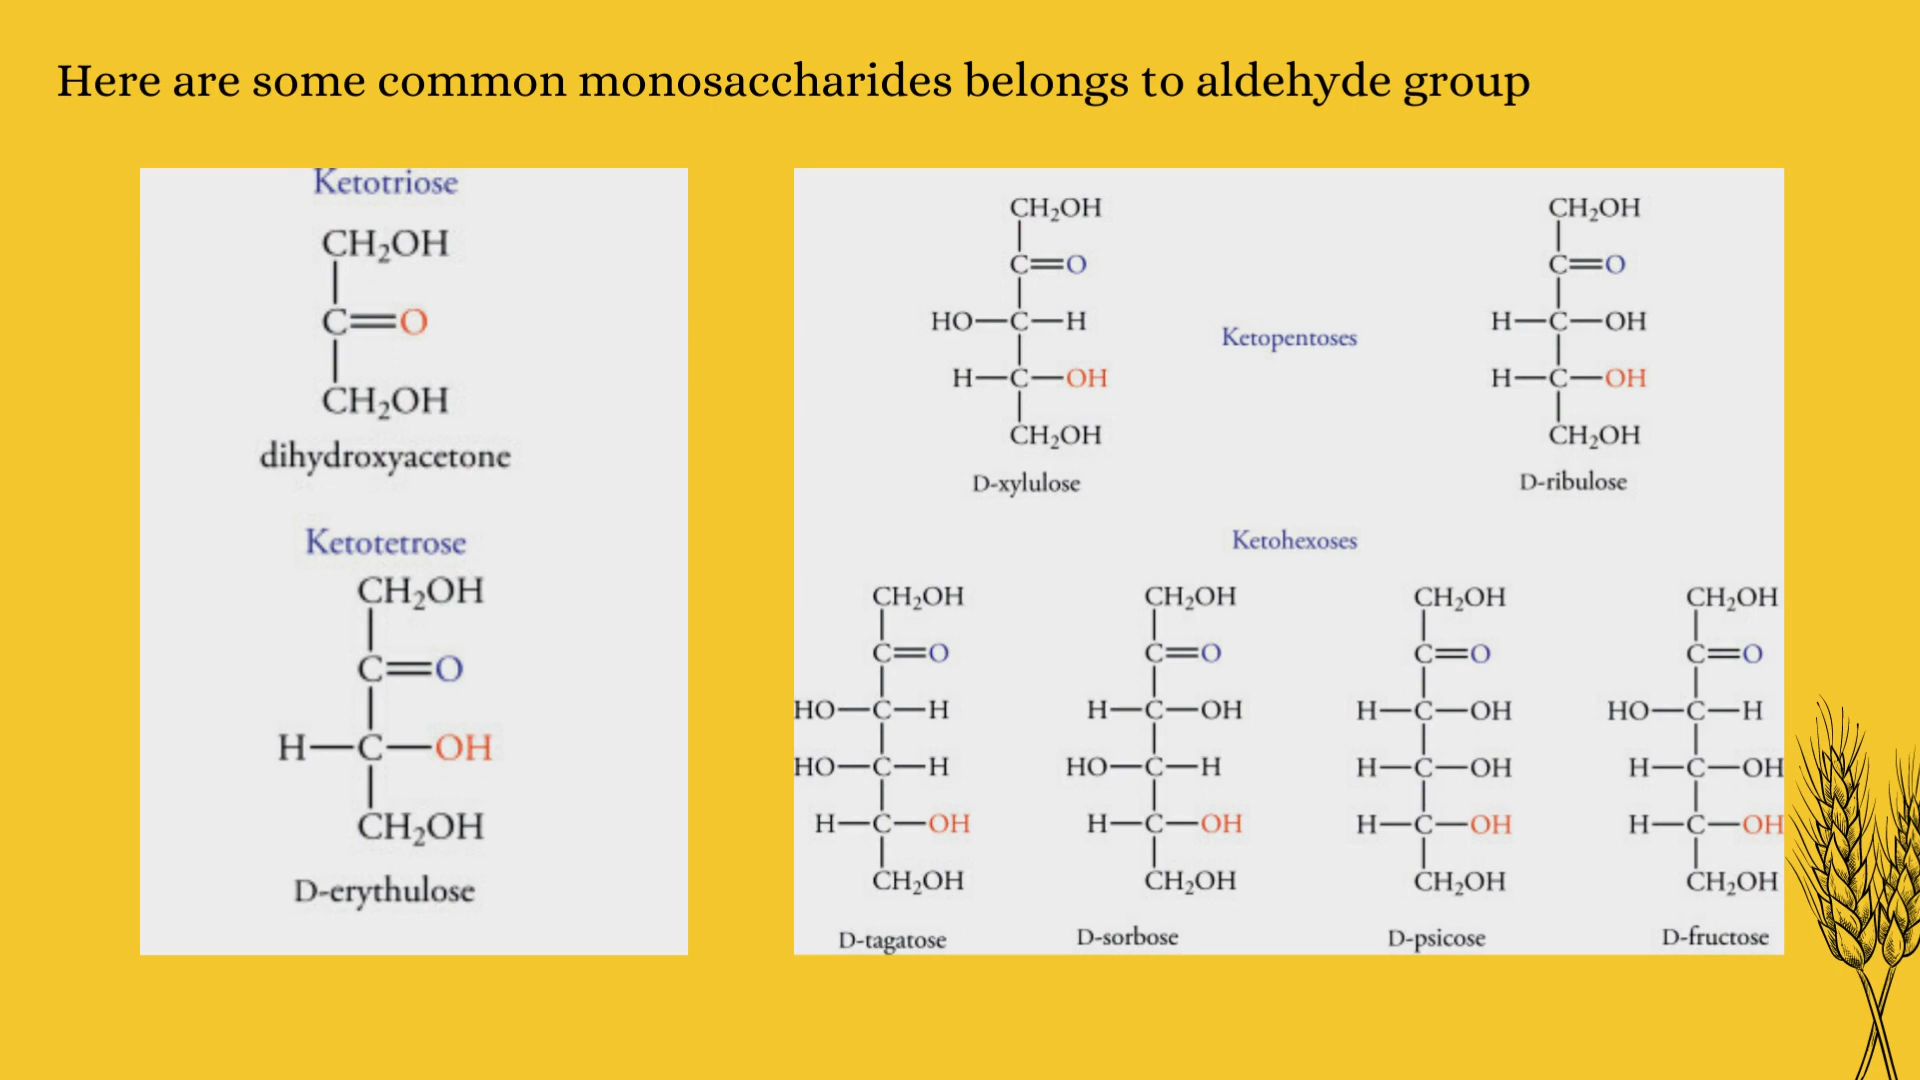 Here are some common monosaccharides belongs to aldehyde group
Ketotriose
CH₂OH
C=O
CH₂OH
dihydroxyacetone
Ketotetrose
CH₂OH
C=O
H—C—OH
CH₂OH
D-erythulose
CH₂OH
C=O
HO—C—H
H—C—OH
CH₂OH
D-xylulose
Ketopentoses
CH₂OH
C=O
H—C—OH
H—C—OH
CH₂OH
D-ribulose
Ketohexoses
CH₂OH
C=O
HO—C—H
HO—C—H
H—C—OH
CH₂OH
D-tagatose
CH₂OH
C=O
H—C—OH
HO—C—H
H—C—OH
CH₂OH
D-sorbose
CH₂OH
C=O
H—C—OH
H—C—OH
H—C—OH
CH₂OH
D-psicose
CH₂OH
C=O
HO—C—H
H—C—OH
H—C—OH
CH₂OH
D-fructose